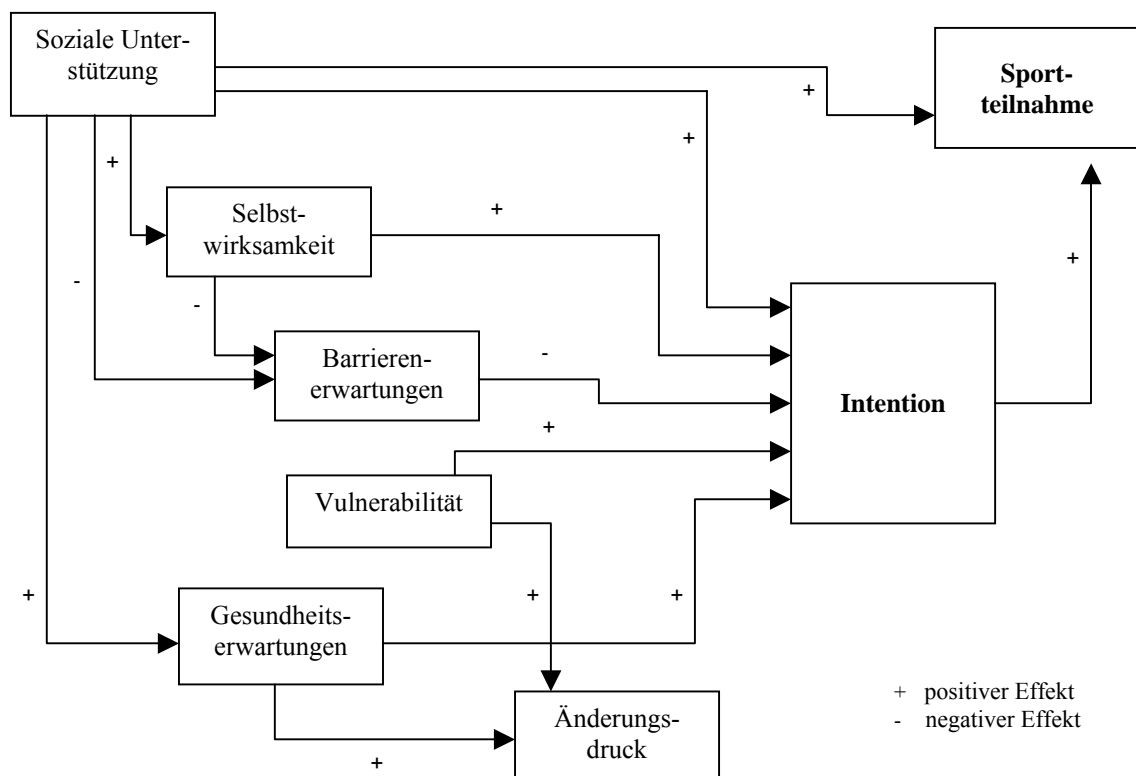 Soziale Unter-
stützung
+
Sport-
teilnahme
+
+
+
Selbst-
wirksamkeit
+
+
-
-
Barrieren-
erwartungen
-
Intention
+
Vulnerabilität
+
+
+
Gesundheits-
erwartungen
+ positiver Effekt
- negativer Effekt
Änderungs-
druck
+